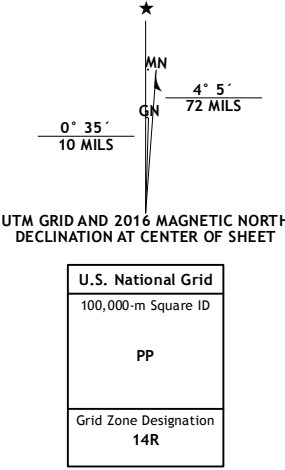 ★
MN
GN
4° 5´
72 MILS
0° 35´
10 MILS
UTM GRID AND 2016 MAGNETIC NORTH
DECLINATION AT CENTER OF SHEET
U.S. National Grid
100,000-m Square ID
PP
Grid Zone Designation
14R